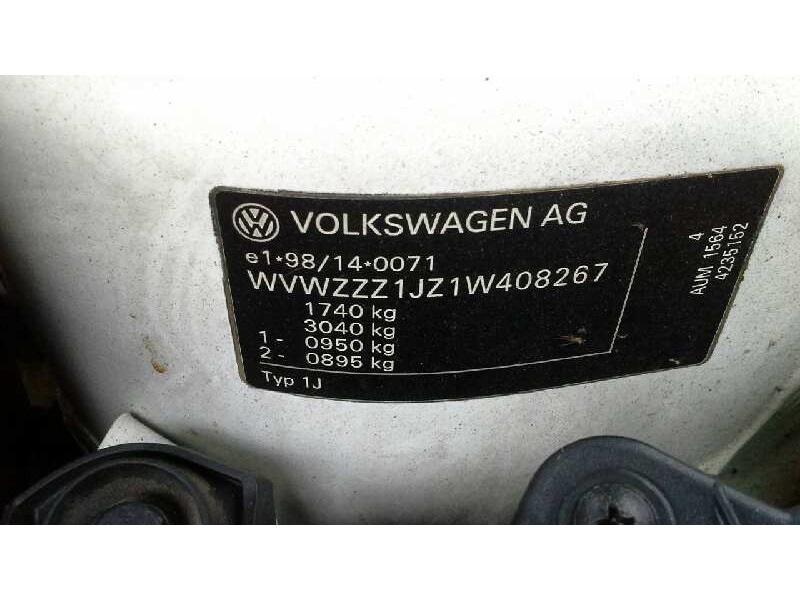 VOLKSWAGEN AG
e1*98/14*0071
WVWZZZ1JZ1W408267
1740 kg
3040 kg
1 - 0950 kg
2 - 0895 kg
Typ 1J
AUM 1564 4
4235162